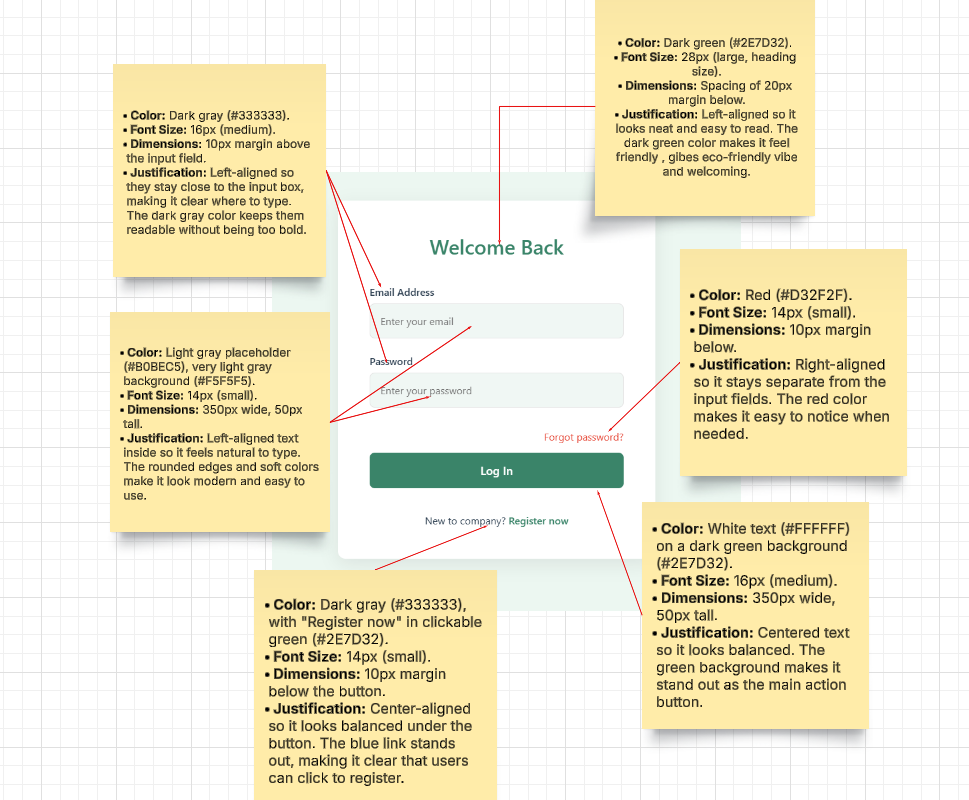 • Color: Dark green (#2E7D32).
• Font Size: 28px (large, heading
size).
• Dimensions: Spacing of 20px
margin below.
• Justification: Left-aligned so it
looks neat and easy to read. The
dark green color makes it feel
friendly , gibes eco-friendly vibe
and welcoming.
• Color: Dark gray (#333333).
• Font Size: 16px (medium).
• Dimensions: 10px margin above
the input field.
• Justification: Left-aligned so
they stay close to the input box,
making it clear where to type.
The dark gray color keeps them
readable without being too bold.
Welcome Back
Email Address
Enter your email
Password
Enter your password
Forgot password?
Log In
New to company? Register now
• Color: Red (#D32F2F).
• Font Size: 14px (small).
• Dimensions: 10px margin
below.
• Justification: Right-aligned
so it stays separate from the
input fields. The red color
makes it easy to notice when
needed.
• Color: Light gray placeholder
(#B0BEC5), very light gray
background (#F5F5F5).
• Font Size: 14px (small).
• Dimensions: 350px wide, 50px
tall.
• Justification: Left-aligned text
inside so it feels natural to type.
The rounded edges and soft colors
make it look modern and easy to
use.
• Color: White text (#FFFFFF)
on a dark green background
(#2E7D32).
• Font Size: 16px (medium).
• Dimensions: 350px wide,
50px tall.
• Justification: Centered text
so it looks balanced. The
green background makes it
stand out as the main action
button.
• Color: Dark gray (#333333),
with "Register now" in clickable
green (#2E7D32).
• Font Size: 14px (small).
• Dimensions: 10px margin
below the button.
• Justification: Center-aligned
so it looks balanced under the
button. The blue link stands
out, making it clear that users
can click to register.